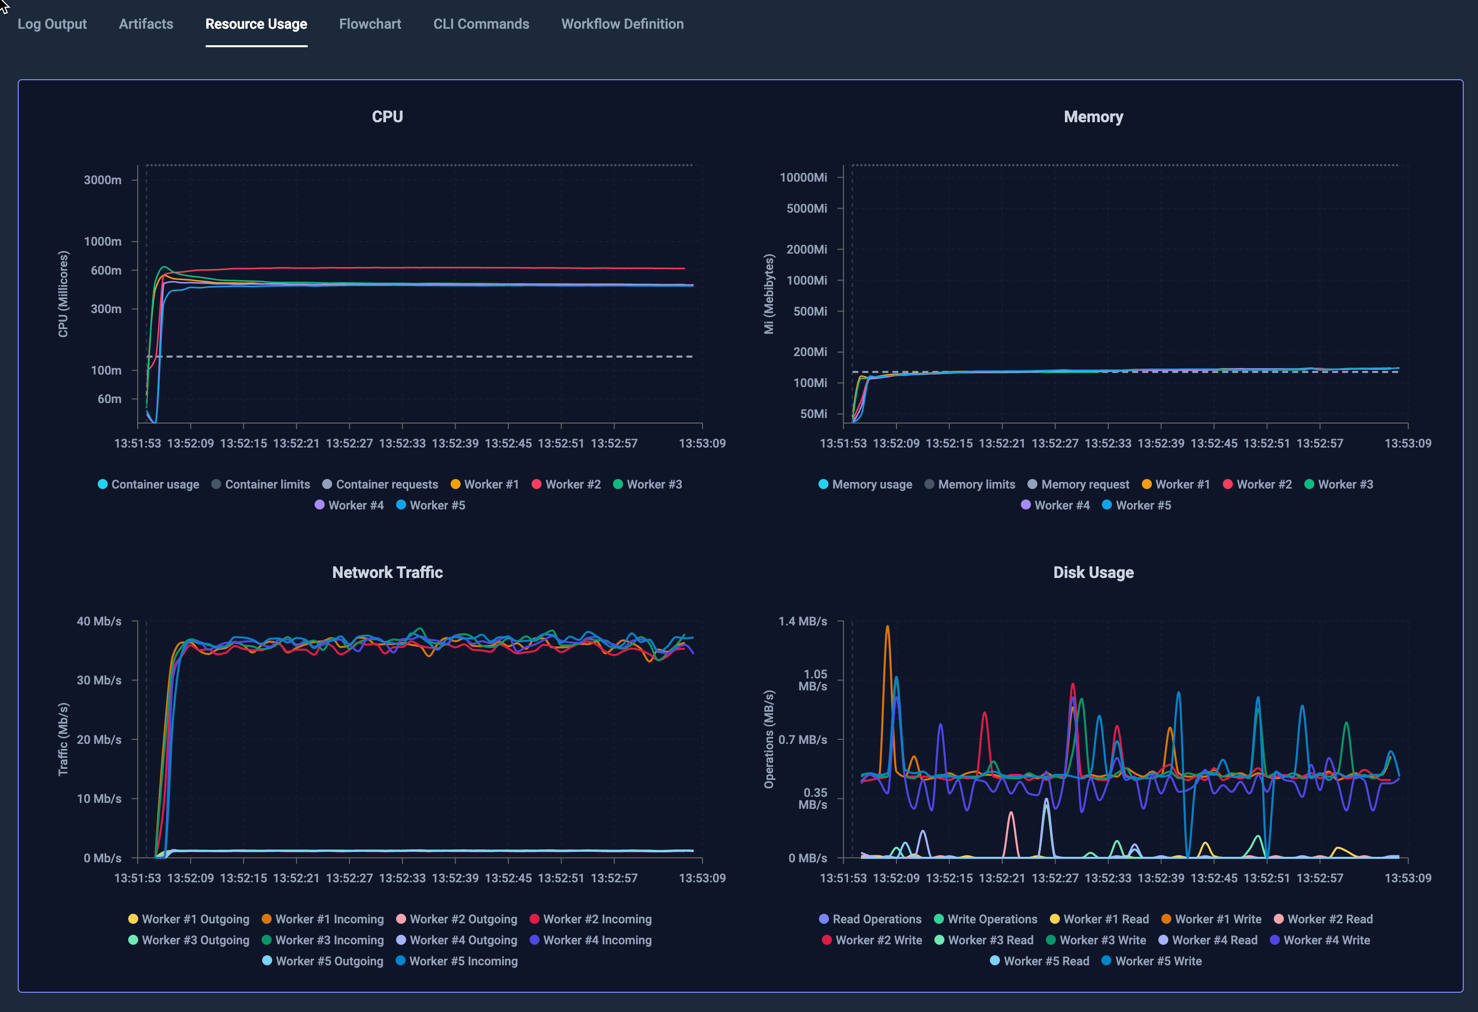 Log Output Artifacts Resource Usage Flowchart CLI Commands Workflow Definition
CPU
CPU (Millicores)
3000m
1000m
600m
300m
100m
60m
13:51:53 13:52:09 13:52:15 13:52:21 13:52:27 13:52:33 13:52:39 13:52:45 13:52:51 13:52:57 13:53:09
Container usage Container limits Container requests Worker #1 Worker #2 Worker #3
Worker #4 Worker #5
Memory
Mi (Mebibytes)
10000Mi
5000Mi
2000Mi
1000Mi
500Mi
200Mi
100Mi
50Mi
13:51:53 13:52:09 13:52:15 13:52:21 13:52:27 13:52:33 13:52:39 13:52:45 13:52:51 13:52:57 13:53:09
Memory usage Memory limits Memory request Worker #1 Worker #2 Worker #3
Worker #4 Worker #5
Network Traffic
Traffic (Mb/s)
40 Mb/s
30 Mb/s
20 Mb/s
10 Mb/s
0 Mb/s
13:51:53 13:52:09 13:52:15 13:52:21 13:52:27 13:52:33 13:52:39 13:52:45 13:52:51 13:52:57 13:53:09
Worker #1 Outgoing Worker #1 Incoming Worker #2 Outgoing Worker #2 Incoming
Worker #3 Outgoing Worker #3 Incoming Worker #4 Outgoing Worker #4 Incoming
Worker #5 Outgoing Worker #5 Incoming
Disk Usage
Operations (MB/s)
1.4 MB/s
1.05
MB/s
0.7 MB/s
0.35
MB/s
0 MB/s
13:51:53 13:52:09 13:52:15 13:52:21 13:52:27 13:52:33 13:52:39 13:52:45 13:52:51 13:52:57 13:53:09
Read Operations Write Operations Worker #1 Read Worker #1 Write Worker #2 Read
Worker #2 Write Worker #3 Read Worker #3 Write Worker #4 Read Worker #4 Write
Worker #5 Read Worker #5 Write